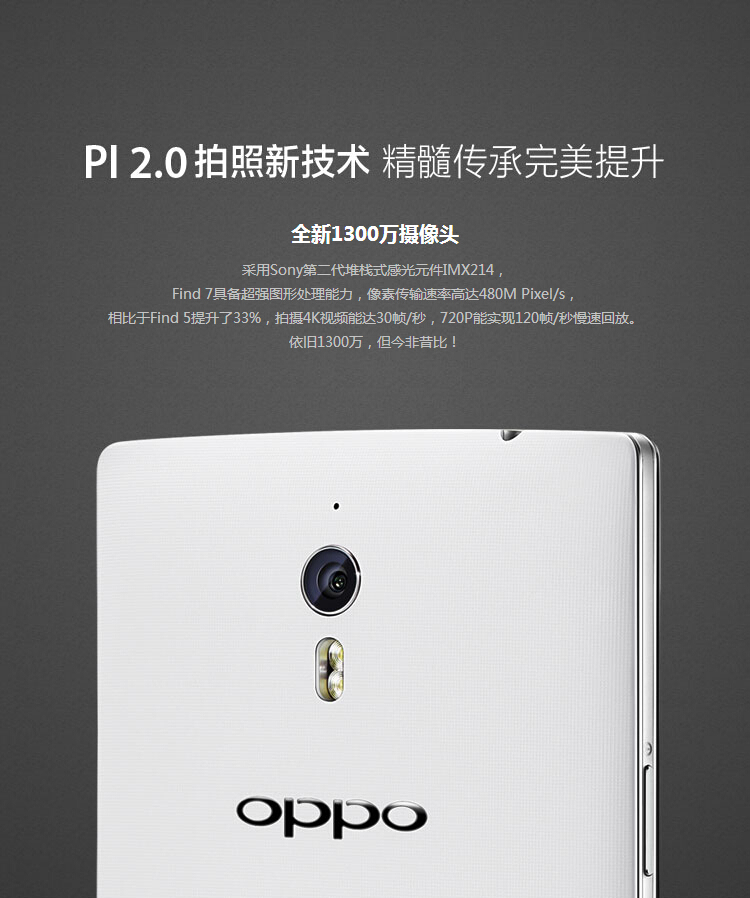 PI 2.0 拍照新技术 精髓传承完美提升
全新1300万摄像头
采用Sony第二代堆栈式感光元件IMX214，
Find 7具备超强图形处理能力，像素传输速率高达480M Pixel/s，
相比于Find 5提升了33%，拍摄4K视频能达30帧/秒，720P能实现120帧/秒慢速回放。
依旧1300万，但今非昔比！
oppo